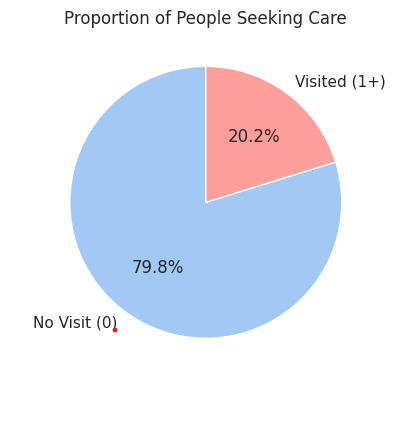 Proportion of People Seeking Care
Visited (1+)
20.2%
79.8%
No Visit (0)